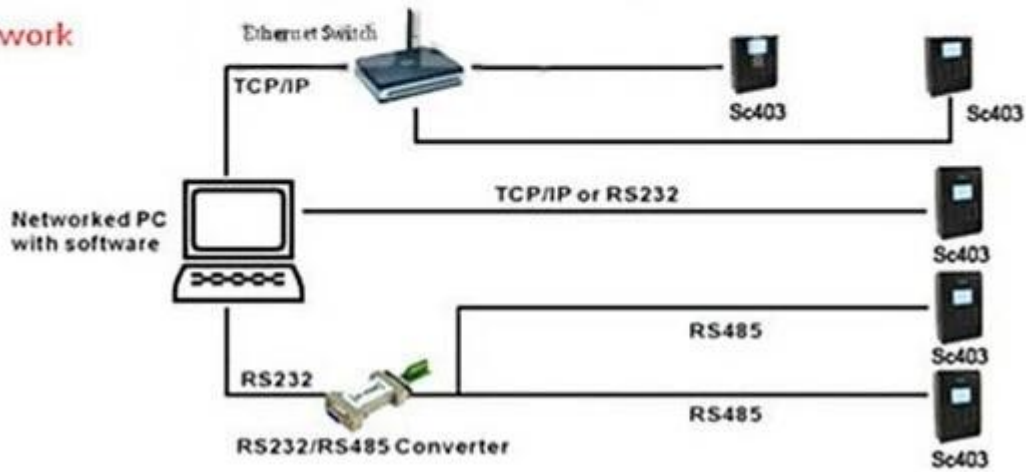 work
Ethernet Switch
TCP/IP
Sc403
Sc403
TCP/IP or RS232
Networked PC
with software
Sc403
RS485
Sc403
RS232
RS485
RS232/RS485 Converter
Sc403